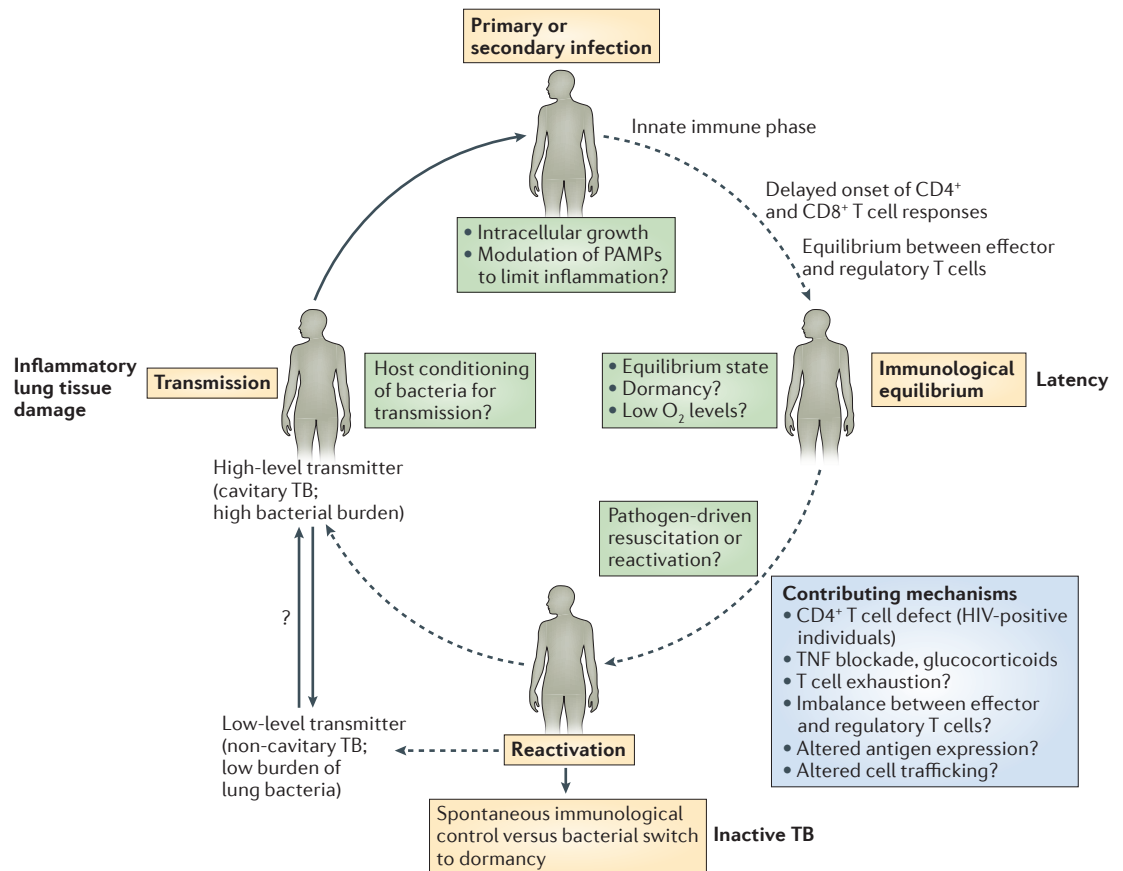 Primary or
secondary infection
Innate immune phase
Delayed onset of CD4⁺
and CD8⁺ T cell responses
Equilibrium between effector
and regulatory T cells
• Intracellular growth
• Modulation of PAMPs
to limit inflammation?
Inflammatory
lung tissue
damage
Transmission
Host conditioning
of bacteria for
transmission?
• Equilibrium state
• Dormancy?
• Low O₂ levels?
Immunological
equilibrium
Latency
High-level transmitter
(cavitary TB;
high bacterial burden)
Pathogen-driven
resuscitation or
reactivation?
Contributing mechanisms
• CD4⁺ T cell defect (HIV-positive
individuals)
• TNF blockade, glucocorticoids
• T cell exhaustion?
• Imbalance between effector
and regulatory T cells?
• Altered antigen expression?
• Altered cell trafficking?
?
Low-level transmitter
(non-cavitary TB;
low burden of
lung bacteria)
Reactivation
Spontaneous immunological
control versus bacterial switch
to dormancy
Inactive TB